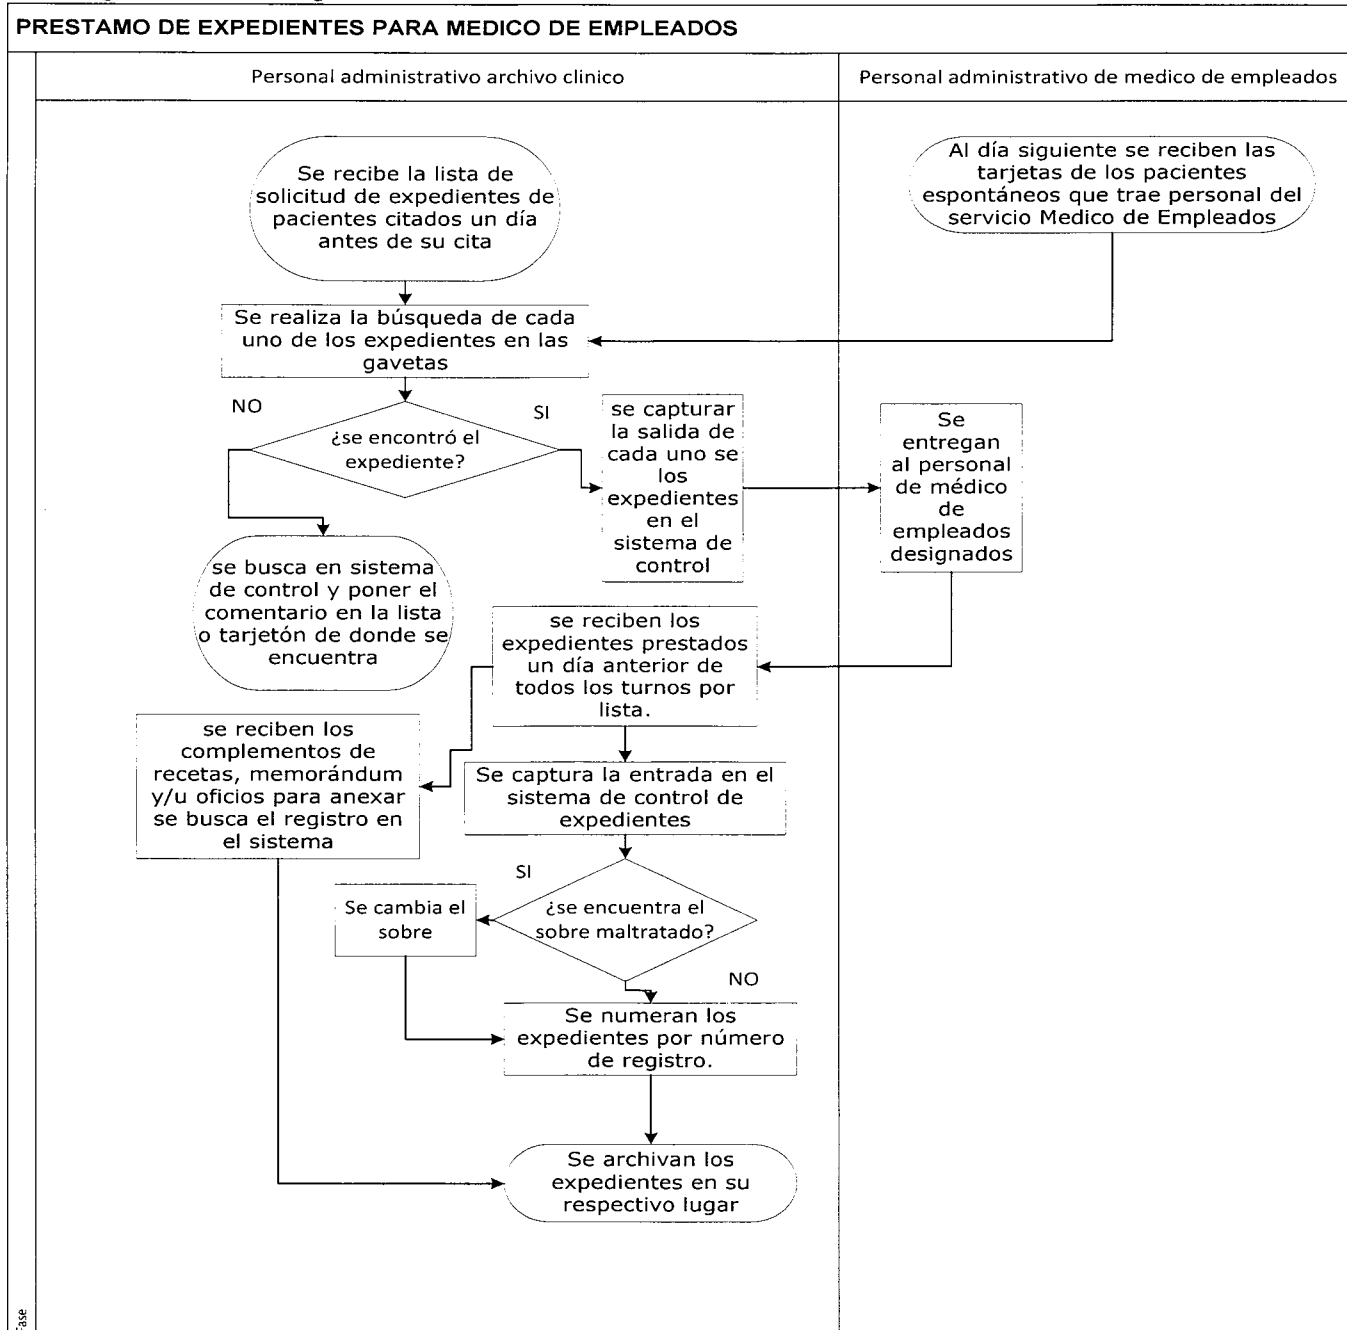 PRESTAMO DE EXPEDIENTES PARA MEDICO DE EMPLEADOS
Personal administrativo archivo clinico
Personal administrativo de medico de empleados
Se recibe la lista de
solicitud de expedientes de
pacientes citados un día
antes de su cita
Al día siguiente se reciben las
tarjetas de los pacientes
espontáneos que trae personal del
servicio Medico de Empleados
Se realiza la búsqueda de cada
uno de los expedientes en las
gavetas
NO
SI
¿se encontró el
expediente?
se capturar
la salida de
cada uno se
los
expedientes
en el
sistema de
control
Se
entregan
al personal
de médico
de
empleados
designados
se busca en sistema
de control y poner el
comentario en la lista
o tarjetón de donde se
encuentra
se reciben los
expedientes prestados
un día anterior de
todos los turnos por
lista.
se reciben los
complementos de
recetas, memorándum
y/u oficios para anexar
se busca el registro en
el sistema
Se captura la entrada en el
sistema de control de
expedientes
SI
Se cambia el
sobre
¿se encuentra el
sobre maltratado?
NO
Se numeran los
expedientes por número
de registro.
Se archivan los
expedientes en su
respectivo lugar
Fase